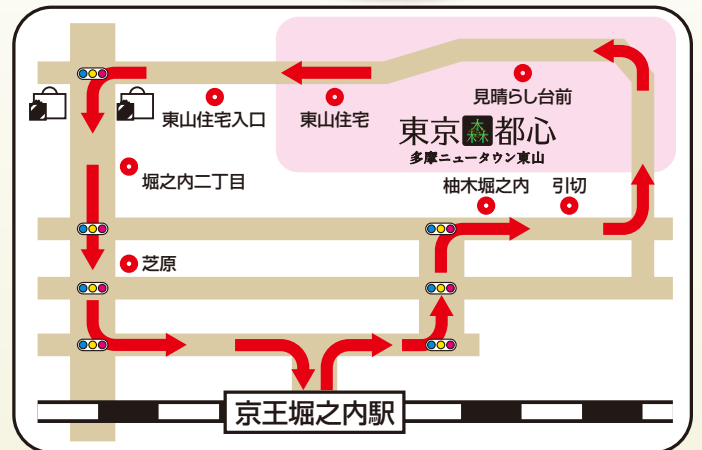 見晴らし台前
東山住宅入口
東山住宅
東京森都心
多摩ニュータウン東山
堀之内二丁目
柚木堀之内
引切
芝原
京王堀之内駅